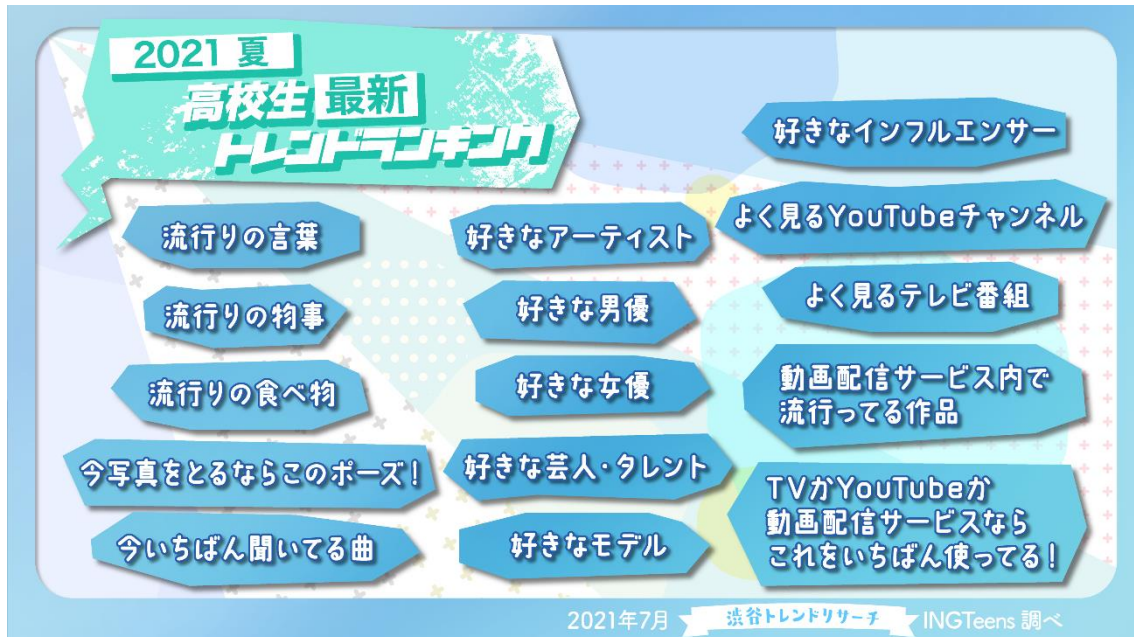 2021 夏
高校生 最新
トレンドランキング
流行りの言葉
流行りの物事
流行りの食べ物
今写真をとるならこのポーズ！
今いちばん聞いてる曲
好きなアーティスト
好きな男優
好きな女優
好きな芸人・タレント
好きなモデル
好きなインフルエンサー
よく見るYouTubeチャンネル
よく見るテレビ番組
動画配信サービス内で
流行ってる作品
TVかYouTubeか
動画配信サービスなら
これをいちばん使ってる！
2021年7月 渋谷トレンドリサーチ INGTeens 調べ